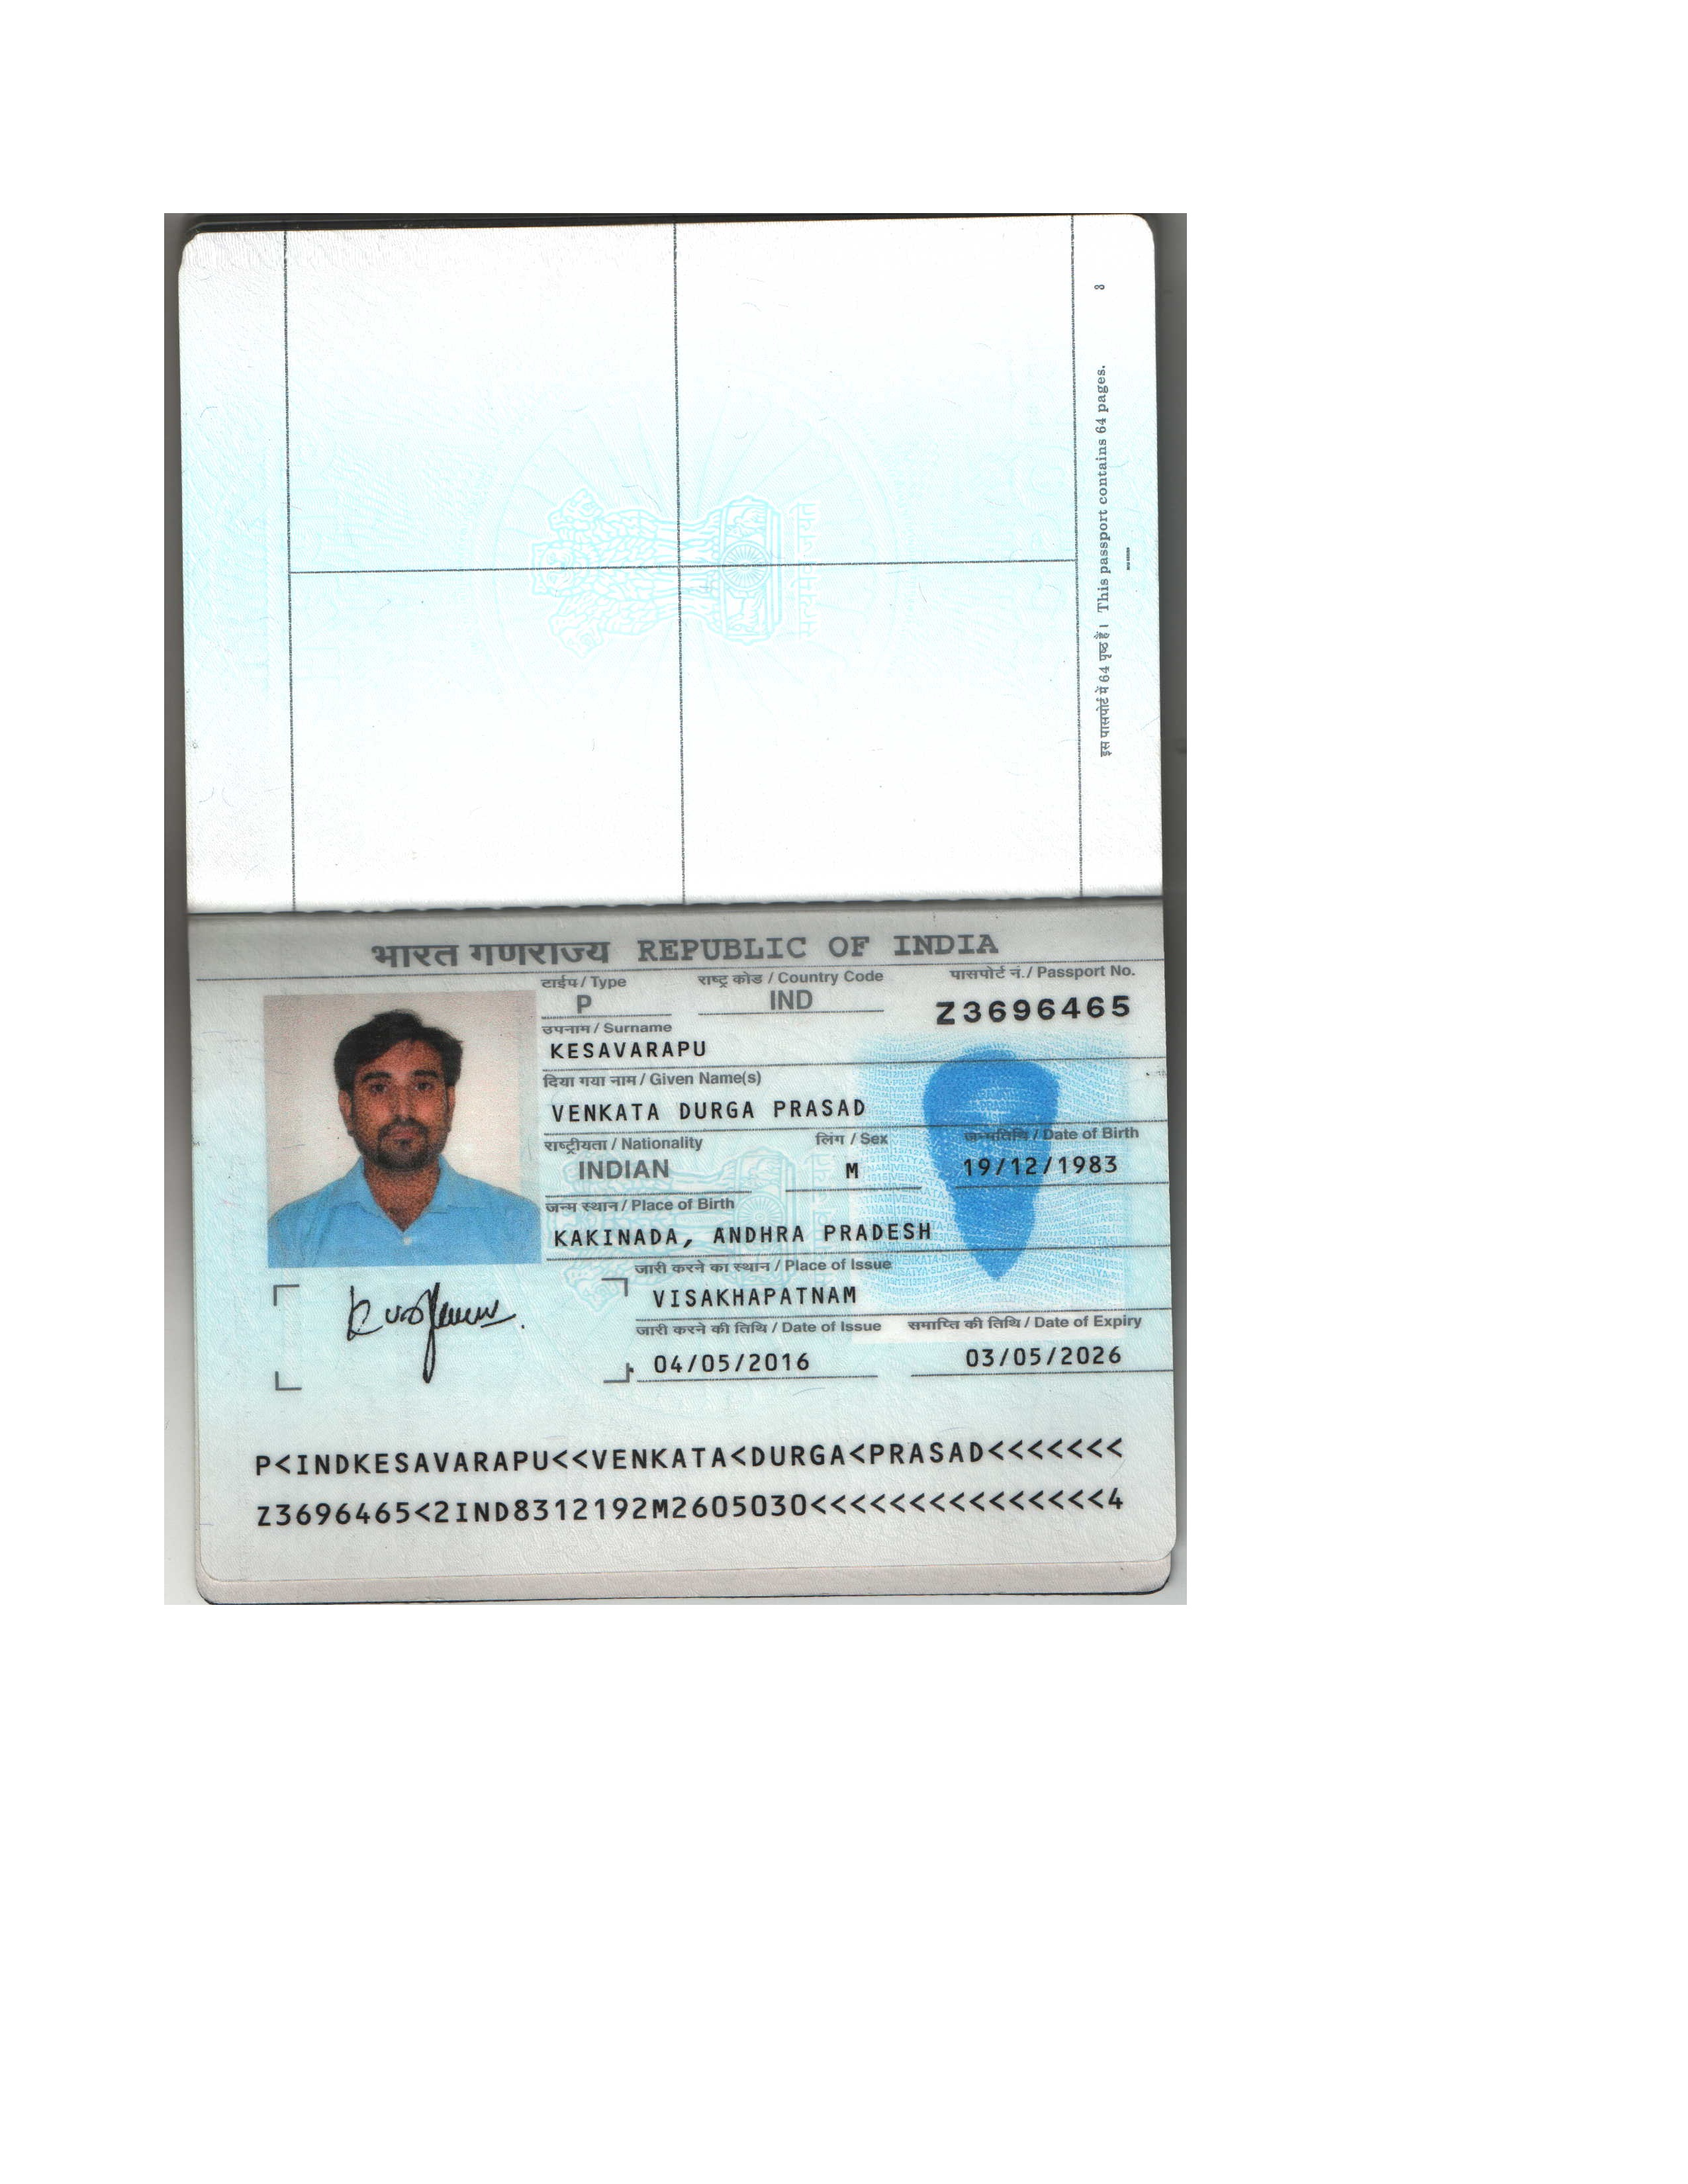 इस पासपोर्ट में 64 पृष्ठ हैं। This passport contains 64 pages. 3
भारत गणराज्य REPUBLIC OF INDIA
टाईप / Type राष्ट्र कोड / Country Code पासपोर्ट नं. / Passport No.
P IND Z3696465
उपनाम / Surname
KESAVARAPU
दिया गया नाम / Given Name(s)
VENKATA DURGA PRASAD
राष्ट्रीयता / Nationality लिंग / Sex जन्मतिथि / Date of Birth
INDIAN M 19/12/1983
जन्म स्थान / Place of Birth
KAKINADA, ANDHRA PRADESH
जारी करने का स्थान / Place of Issue
VISAKHAPATNAM
जारी करने की तिथि / Date of Issue समाप्ति की तिथि / Date of Expiry
04/05/2016 03/05/2026
P<INDKESAVARAPU<<VENKATA<DURGA<PRASAD<<<<<<<
Z3696465<2IND8312192M2605030<<<<<<<<<<<<<<<4